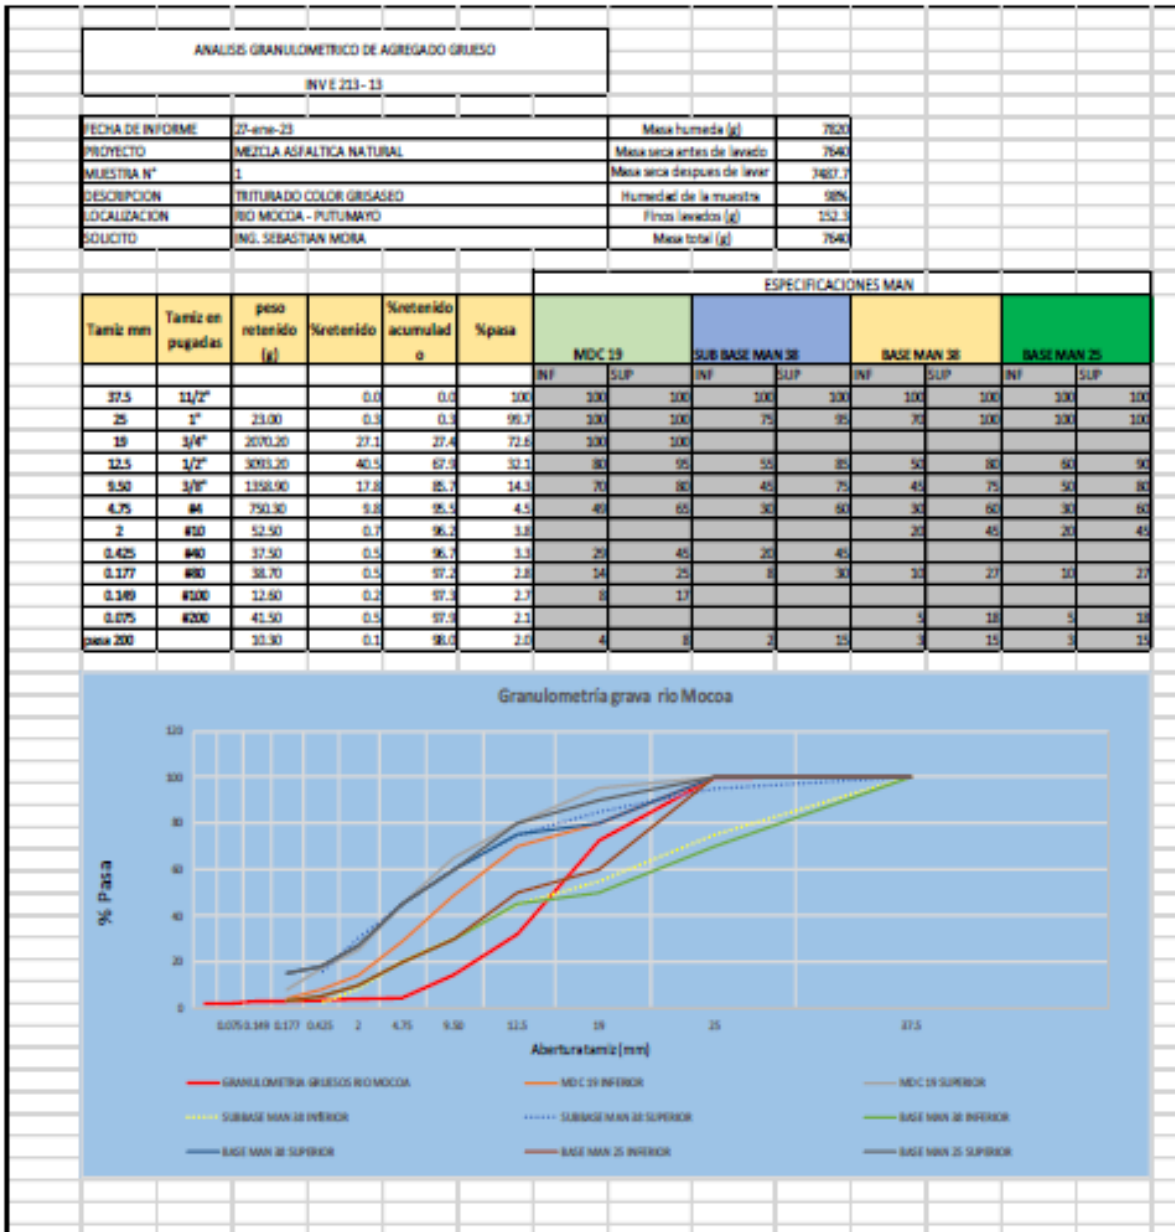 ANALISIS GRANULOMETRICO DE AGREGADO GRUESO
INV E 213 - 13
FECHA DE INFORME 27-ene-23 Masa humeda (g) 7820
PROYECTO MEZCLA ASFALTICA NATURAL Masa seca antes de lavado 7640
MUESTRA N° 1 Masa seca despues de lavar 7487.7
DESCRIPCION TRITURADO COLOR GRISASEO Humedad de la muestra 98%
LOCALIZACION RIO MOCOA - PUTUMAYO Finos lavados (g) 152.3
SOLICITO ING. SEBASTIAN MORA Masa total (g) 7640
ESPECIFICACIONES MAN
Tamiz mm Tamiz en pugadas peso retenido (g) %retenido %retenido acumulado %pasa MDC 19 SUB BASE MAN 38 BASE MAN 38 BASE MAN 25
INF SUP INF SUP INF SUP INF SUP
37.5 11/2" 0.0 0.0 100 100 100 100 100 100 100 100 100
25 1" 23.00 0.3 0.3 99.7 100 100 75 95 70 100 100 100
19 3/4" 2070.20 27.1 27.4 72.6 100 100
12.5 1/2" 3093.20 40.5 67.9 32.1 80 95 55 85 50 80 60 90
9.50 3/8" 1358.90 17.8 85.7 14.3 70 80 45 75 45 75 50 80
4.75 #4 750.30 9.8 95.5 4.5 49 65 30 60 30 60 30 60
2 #10 52.50 0.7 96.2 3.8 20 45 20 45
0.425 #40 37.50 0.5 96.7 3.3 29 45 20 45
0.177 #80 38.70 0.5 97.2 2.8 14 25 8 30 10 27 10 27
0.149 #100 12.60 0.2 97.3 2.7 8 17
0.075 #200 41.50 0.5 97.9 2.1 5 18 5 18
pasa 200 10.30 0.1 98.0 2.0 4 8 2 15 3 15 3 15
Granulometría grava rio Mocoa
% Pasa
120
100
80
60
40
20
0
0.075 0.149 0.177 0.425 2 4.75 9.50 12.5 19 25 37.5
Abertura tamiz (mm)
GRANULOMETRIA GRUESOS RIO MOCOA MDC 19 INFERIOR MDC 19 SUPERIOR
SUBBASE MAN 38 INFERIOR SUBBASE MAN 38 SUPERIOR BASE MAN 38 INFERIOR
BASE MAN 38 SUPERIOR BASE MAN 25 INFERIOR BASE MAN 25 SUPERIOR